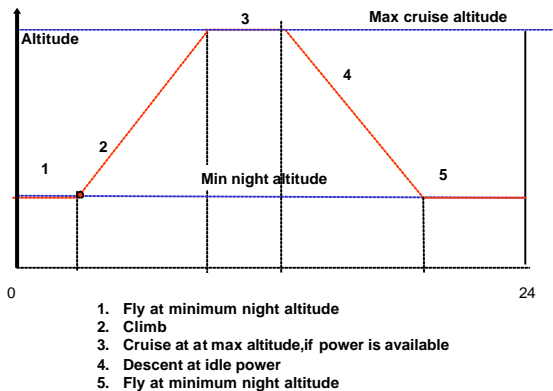 3
Max cruise altitude
Altitude
4
2
1
Min night altitude
5
0
24
1. Fly at minimum night altitude
2. Climb
3. Cruise at at max altitude,if power is available
4. Descent at idle power
5. Fly at minimum night altitude